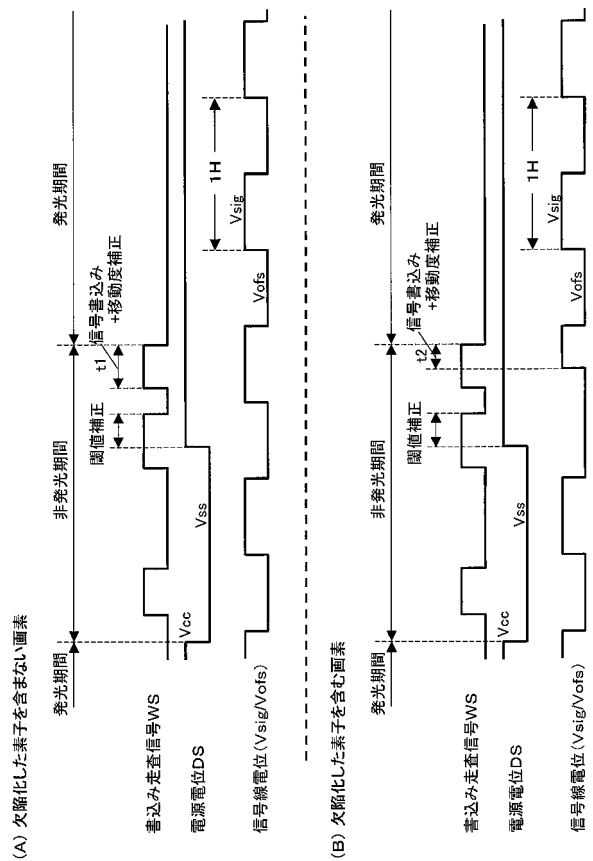 (A) 欠陥化した素子を含まない画素
発光期間
非発光期間
発光期間
閾値補正
t1
信号書込み
+移動度補正
書込み走査信号WS
Vcc
電源電位DS
Vss
1H
信号線電位(Vsig/Vofs)
Vofs
Vsig
(B) 欠陥化した素子を含む画素
発光期間
非発光期間
発光期間
閾値補正
t2
信号書込み
+移動度補正
書込み走査信号WS
Vcc
電源電位DS
Vss
1H
信号線電位(Vsig/Vofs)
Vofs
Vsig